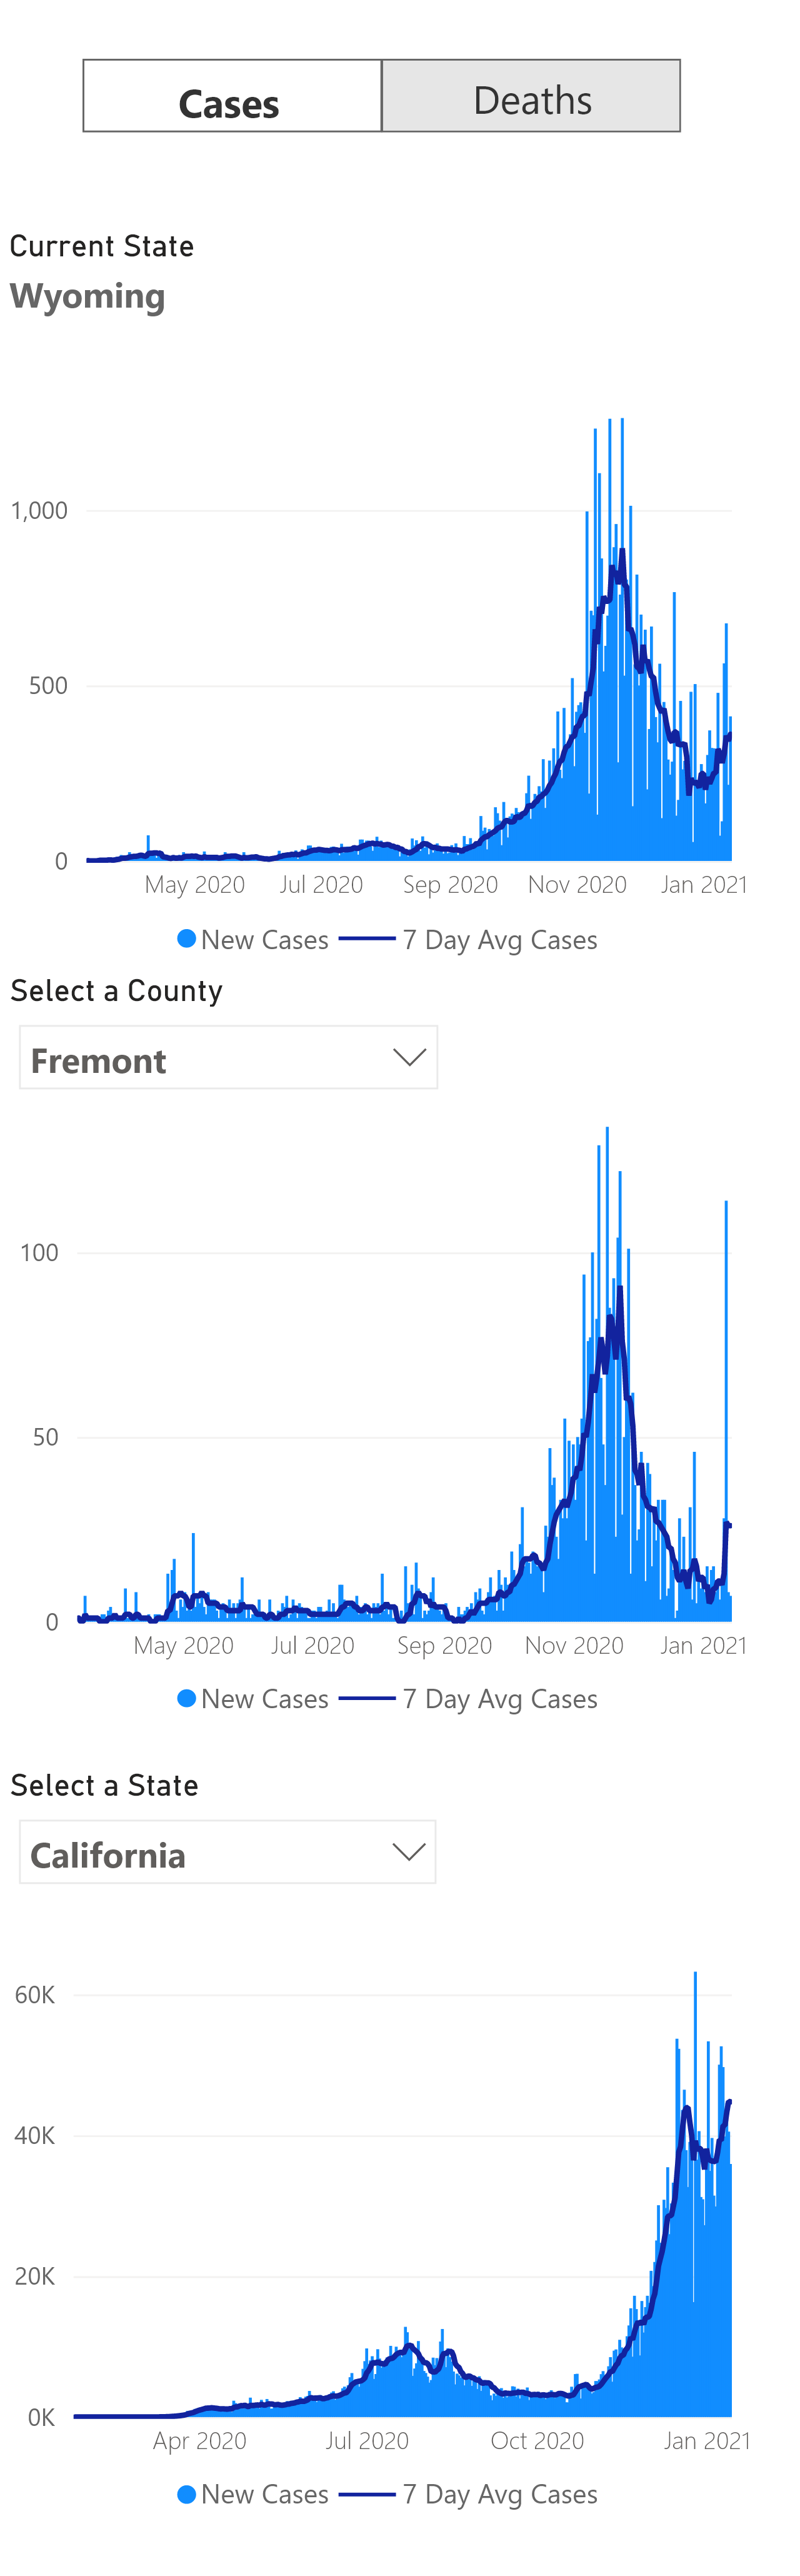 Cases Deaths
Current State
Wyoming
1,000
500
0
May 2020 Jul 2020 Sep 2020 Nov 2020 Jan 2021
New Cases 7 Day Avg Cases
Select a County
Fremont
100
50
0
May 2020 Jul 2020 Sep 2020 Nov 2020 Jan 2021
New Cases 7 Day Avg Cases
Select a State
California
60K
40K
20K
0K
Apr 2020 Jul 2020 Oct 2020 Jan 2021
New Cases 7 Day Avg Cases